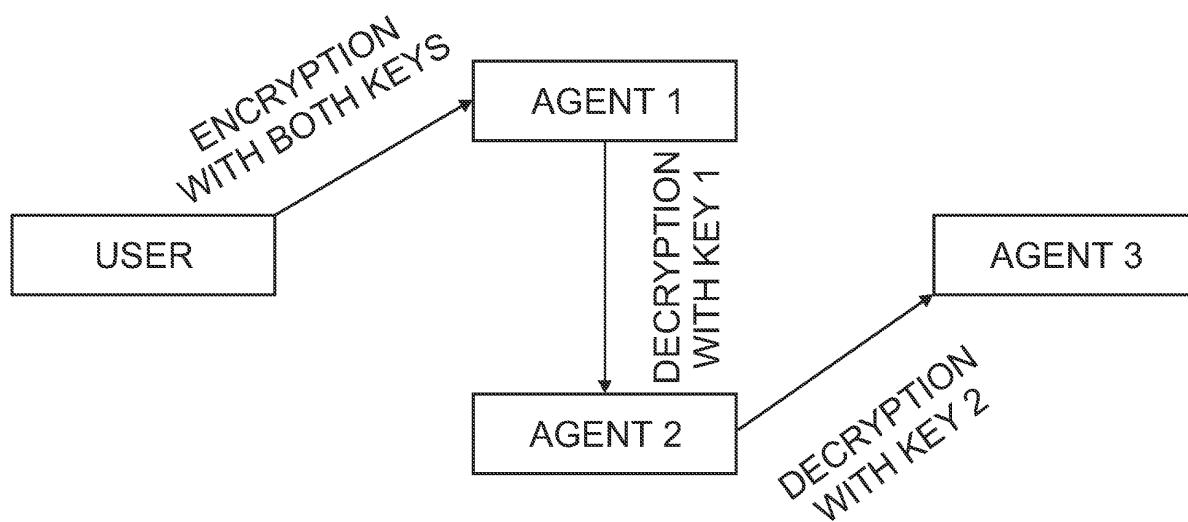 ENCRYPTION
WITH BOTH KEYS
AGENT 1
DECRYPTION
WITH KEY 1
USER
AGENT 3
AGENT 2
DECRYPTION
WITH KEY 2